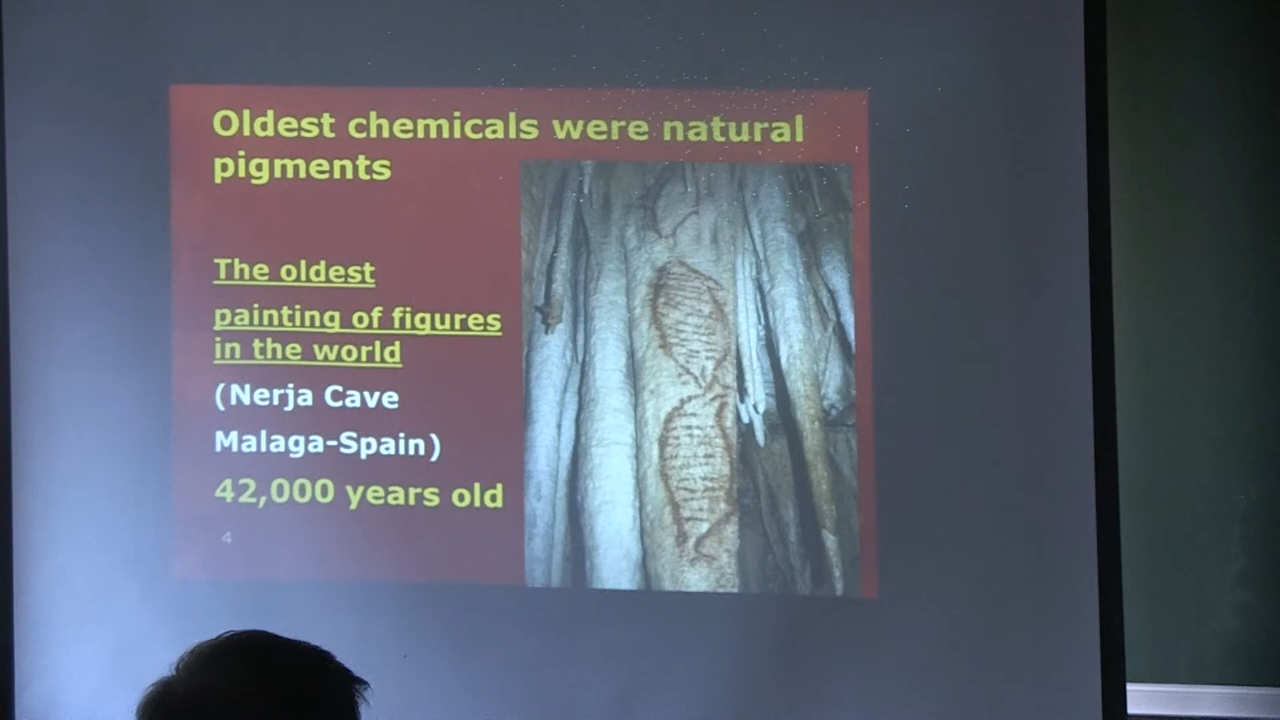 Oldest chemicals were natural
pigments
The oldest
painting of figures
in the world
(Nerja Cave
Malaga-Spain)
42,000 years old
4